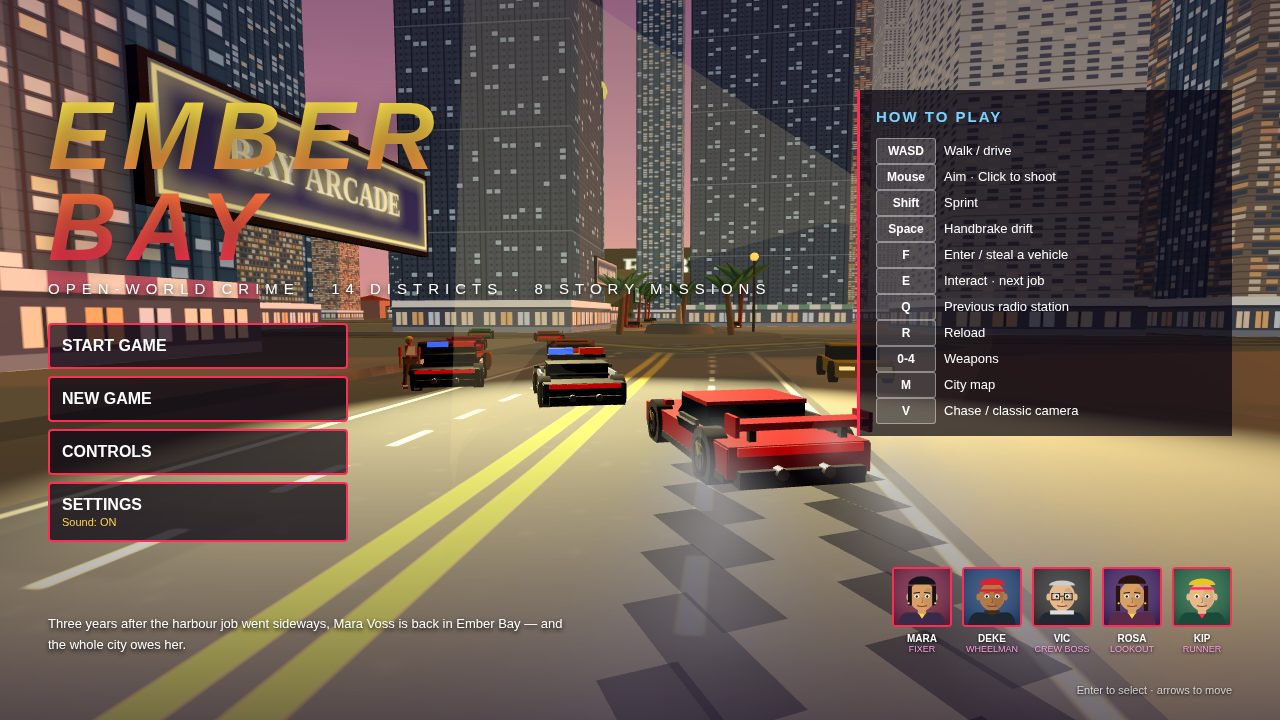 EMBER
BAY
BAY ARCADE
OPEN-WORLD CRIME · 14 DISTRICTS · 8 STORY MISSIONS
START GAME
NEW GAME
CONTROLS
SETTINGS
Sound: ON
Three years after the harbour job went sideways, Mara Voss is back in Ember Bay — and
the whole city owes her.
HOW TO PLAY
WASD Walk / drive
Mouse Aim · Click to shoot
Shift Sprint
Space Handbrake drift
F Enter / steal a vehicle
E Interact · next job
Q Previous radio station
R Reload
0-4 Weapons
M City map
V Chase / classic camera
MARA DEKE VIC ROSA KIP
FIXER WHEELMAN CREW BOSS LOOKOUT RUNNER
Enter to select · arrows to move